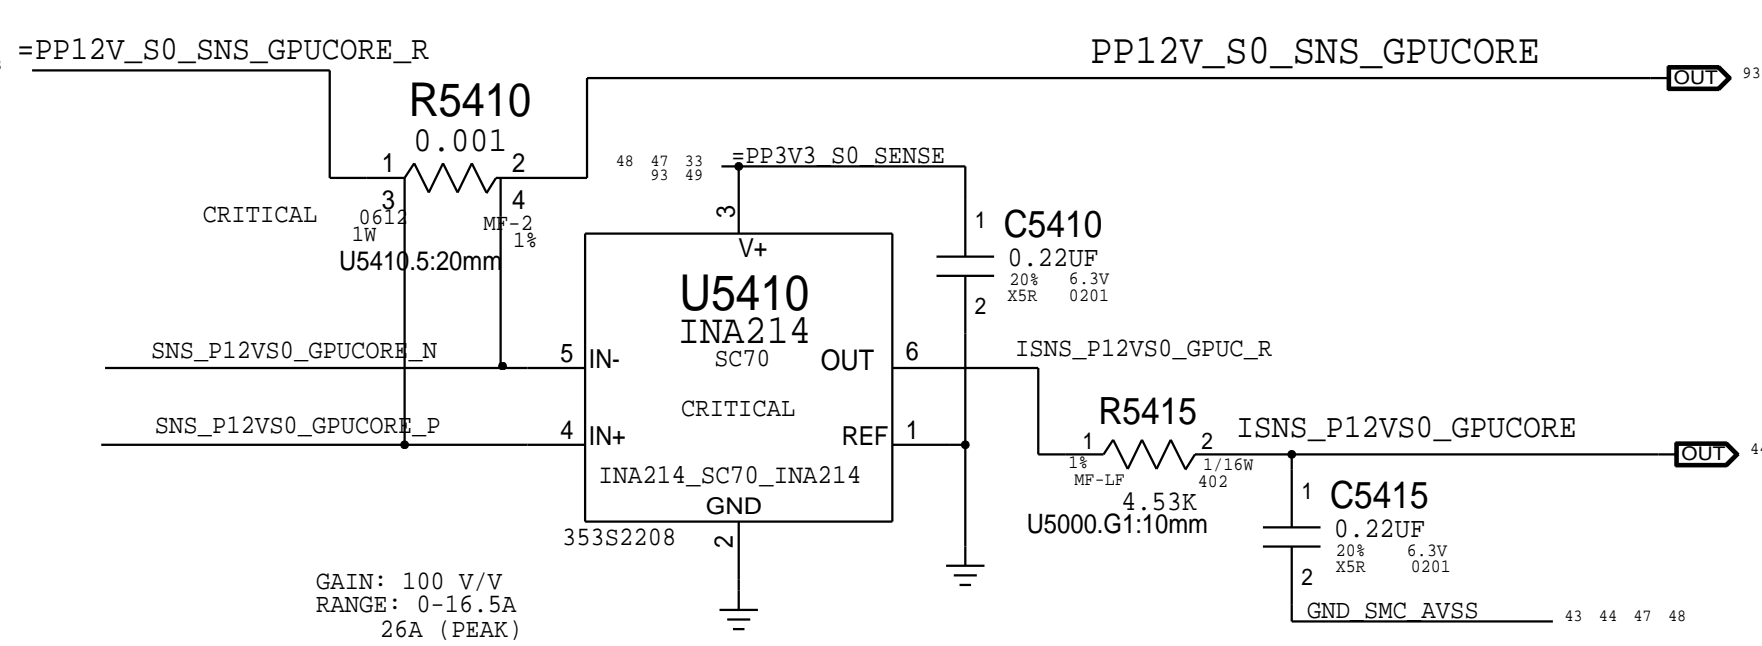 =PP12V_S0_SNS_GPUCORE_R
PP12V_S0_SNS_GPUCORE
OUT
93
R5410
0.001
1
2
3
4
CRITICAL
0612
1W
MF-2
1%
U5410.5:20mm
48 47 33
93 49
=PP3V3_S0_SENSE
3
V+
1
C5410
0.22UF
20% 6.3V
X5R 0201
2
U5410
INA214
SC70
SNS_P12VS0_GPUCORE_N
5
IN-
OUT
6
ISNS_P12VS0_GPUC_R
CRITICAL
SNS_P12VS0_GPUCORE_P
4
IN+
REF
1
INA214_SC70_INA214
GND
353S2208
2
R5415
1
2
1%
MF-LF
1/16W
402
4.53K
U5000.G1:10mm
ISNS_P12VS0_GPUCORE
OUT
44
1
C5415
0.22UF
20% 6.3V
X5R 0201
2
GND_SMC_AVSS
43 44 47 48
GAIN: 100 V/V
RANGE: 0-16.5A
26A (PEAK)